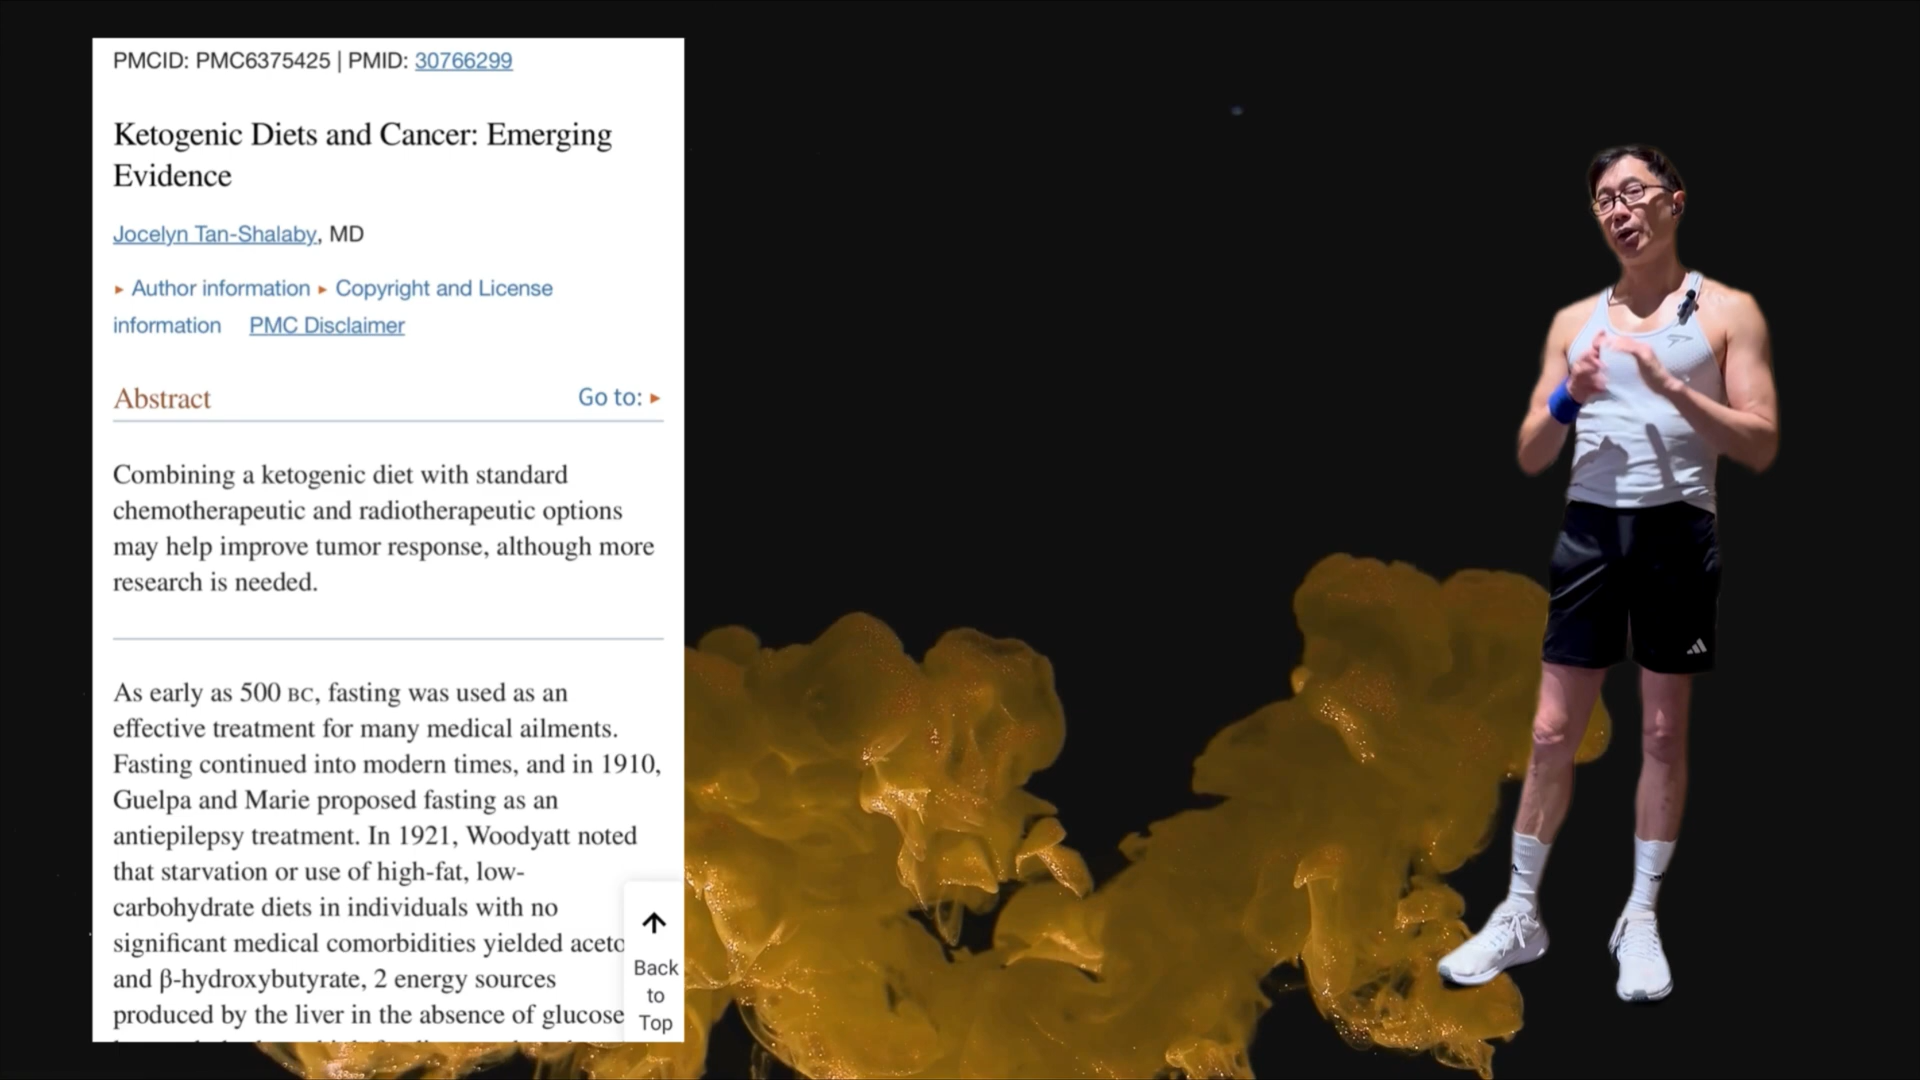 PMCID: PMC6375425 | PMID: 30766299
Ketogenic Diets and Cancer: Emerging
Evidence
Jocelyn Tan-Shalaby, MD
▸ Author information ▸ Copyright and License
information PMC Disclaimer
Abstract
Go to: ▸
Combining a ketogenic diet with standard
chemotherapeutic and radiotherapeutic options
may help improve tumor response, although more
research is needed.
As early as 500 BC, fasting was used as an
effective treatment for many medical ailments.
Fasting continued into modern times, and in 1910,
Guelpa and Marie proposed fasting as an
antiepilepsy treatment. In 1921, Woodyatt noted
that starvation or use of high-fat, low-
carbohydrate diets in individuals with no
significant medical comorbidities yielded aceto
and β-hydroxybutyrate, 2 energy sources
produced by the liver in the absence of glucose
Back
to
Top